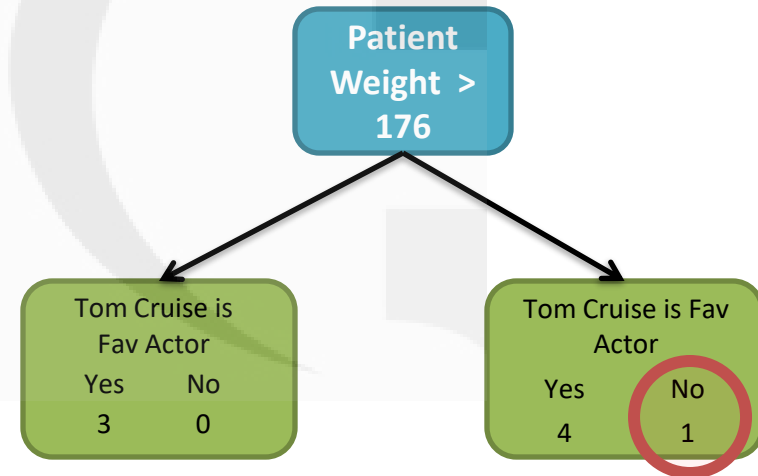 Patient
Weight >
176
Tom Cruise is
Fav Actor
Yes No
3 0
Tom Cruise is Fav
Actor
Yes No
4 1